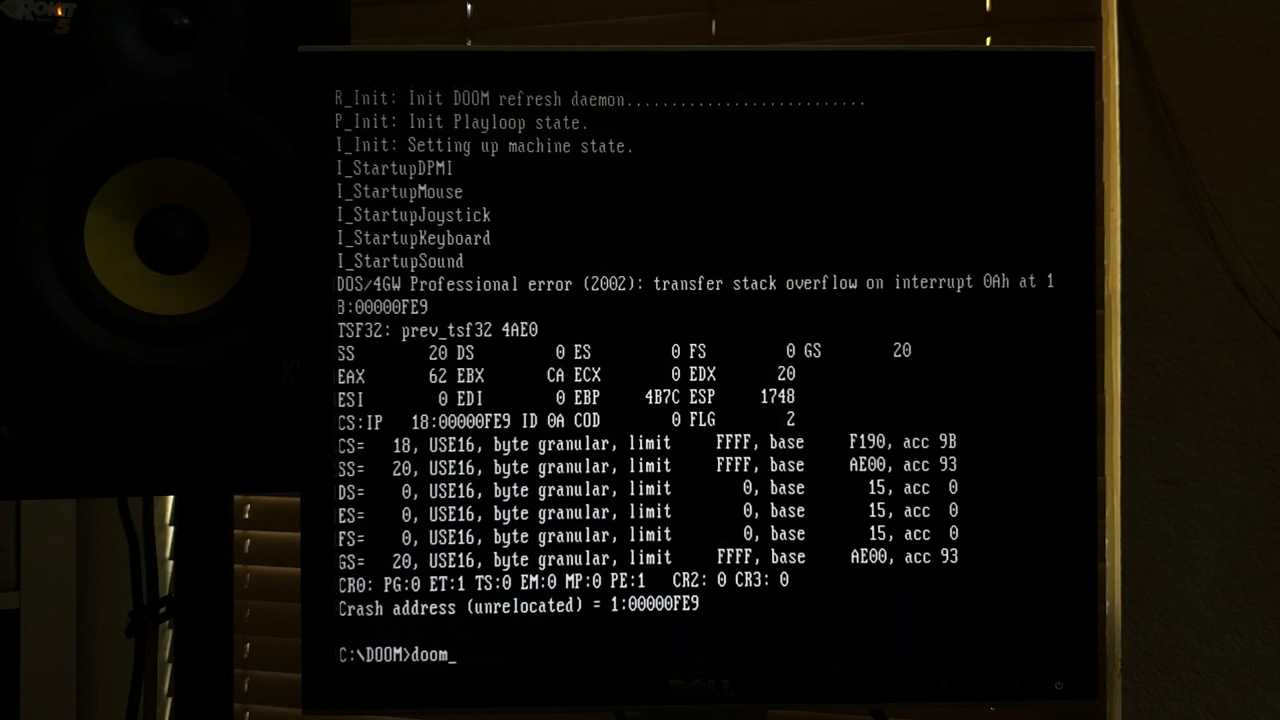 ROKIT
5
R_Init: Init DOOM refresh daemon...........................
P_Init: Init Playloop state.
I_Init: Setting up machine state.
I_StartupDPMI
I_StartupMouse
I_StartupJoystick
I_StartupKeyboard
I_StartupSound
DOS/4GW Professional error (2002): transfer stack overflow on interrupt 0Ah at 1
B:00000FE9
TSF32: prev_tsf32 4AE0
SS 20 DS 0 ES 0 FS 0 GS 20
EAX 62 EBX CA ECX 0 EDX 20
ESI 0 EDI 0 EBP 4B7C ESP 1748
CS:IP 18:00000FE9 ID 0A COD 0 FLG 2
CS= 18, USE16, byte granular, limit FFFF, base F190, acc 9B
SS= 20, USE16, byte granular, limit FFFF, base AE00, acc 93
DS= 0, USE16, byte granular, limit 0, base 15, acc 0
ES= 0, USE16, byte granular, limit 0, base 15, acc 0
FS= 0, USE16, byte granular, limit 0, base 15, acc 0
GS= 20, USE16, byte granular, limit FFFF, base AE00, acc 93
CR0: PG:0 ET:1 TS:0 EM:0 MP:0 PE:1 CR2: 0 CR3: 0
Crash address (unrelocated) = 1:00000FE9
C:\DOOM>doom_
DELL